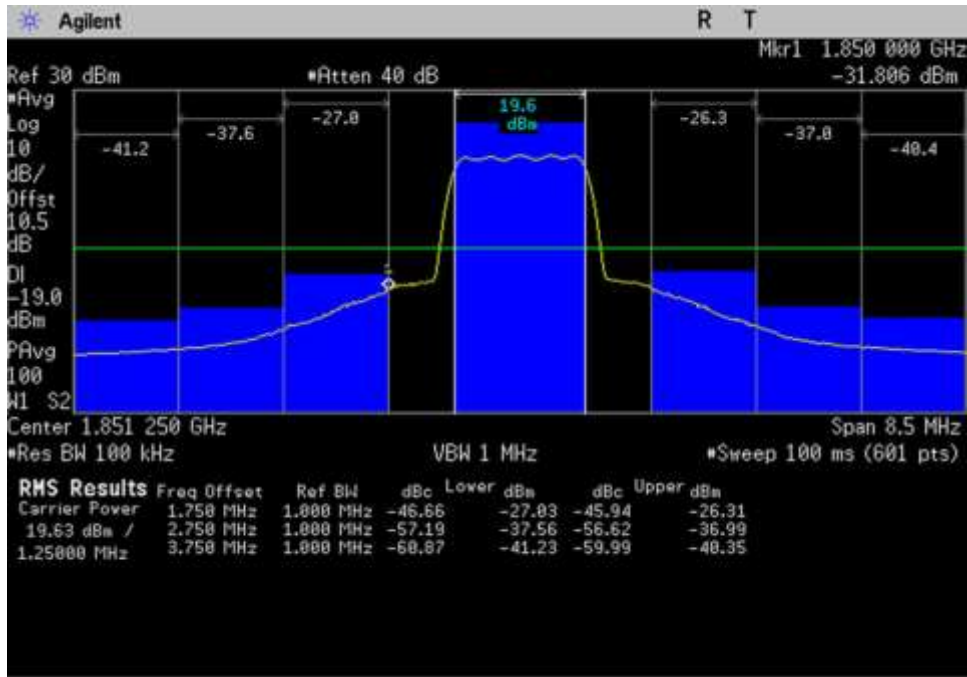 Agilent R T
Mkr1 1.850 000 GHz
Ref 30 dBm #Atten 40 dB -31.806 dBm
#Avg
Log
10
dB/
Offst
10.5
dB
DI
-19.0
dBm
PAvg
100
W1 S2
-41.2 -37.6 -27.0 19.6 dBm -26.3 -37.0 -40.4
1
Center 1.851 250 GHz Span 8.5 MHz
#Res BW 100 kHz VBW 1 MHz #Sweep 100 ms (601 pts)
RMS Results Freq Offset Ref BW dBc Lower dBm dBc Upper dBm
Carrier Power 1.750 MHz 1.000 MHz -46.66 -27.03 -45.94 -26.31
19.63 dBm / 2.750 MHz 1.000 MHz -57.19 -37.56 -56.62 -36.99
1.25000 MHz 3.750 MHz 1.000 MHz -60.87 -41.23 -59.99 -40.35